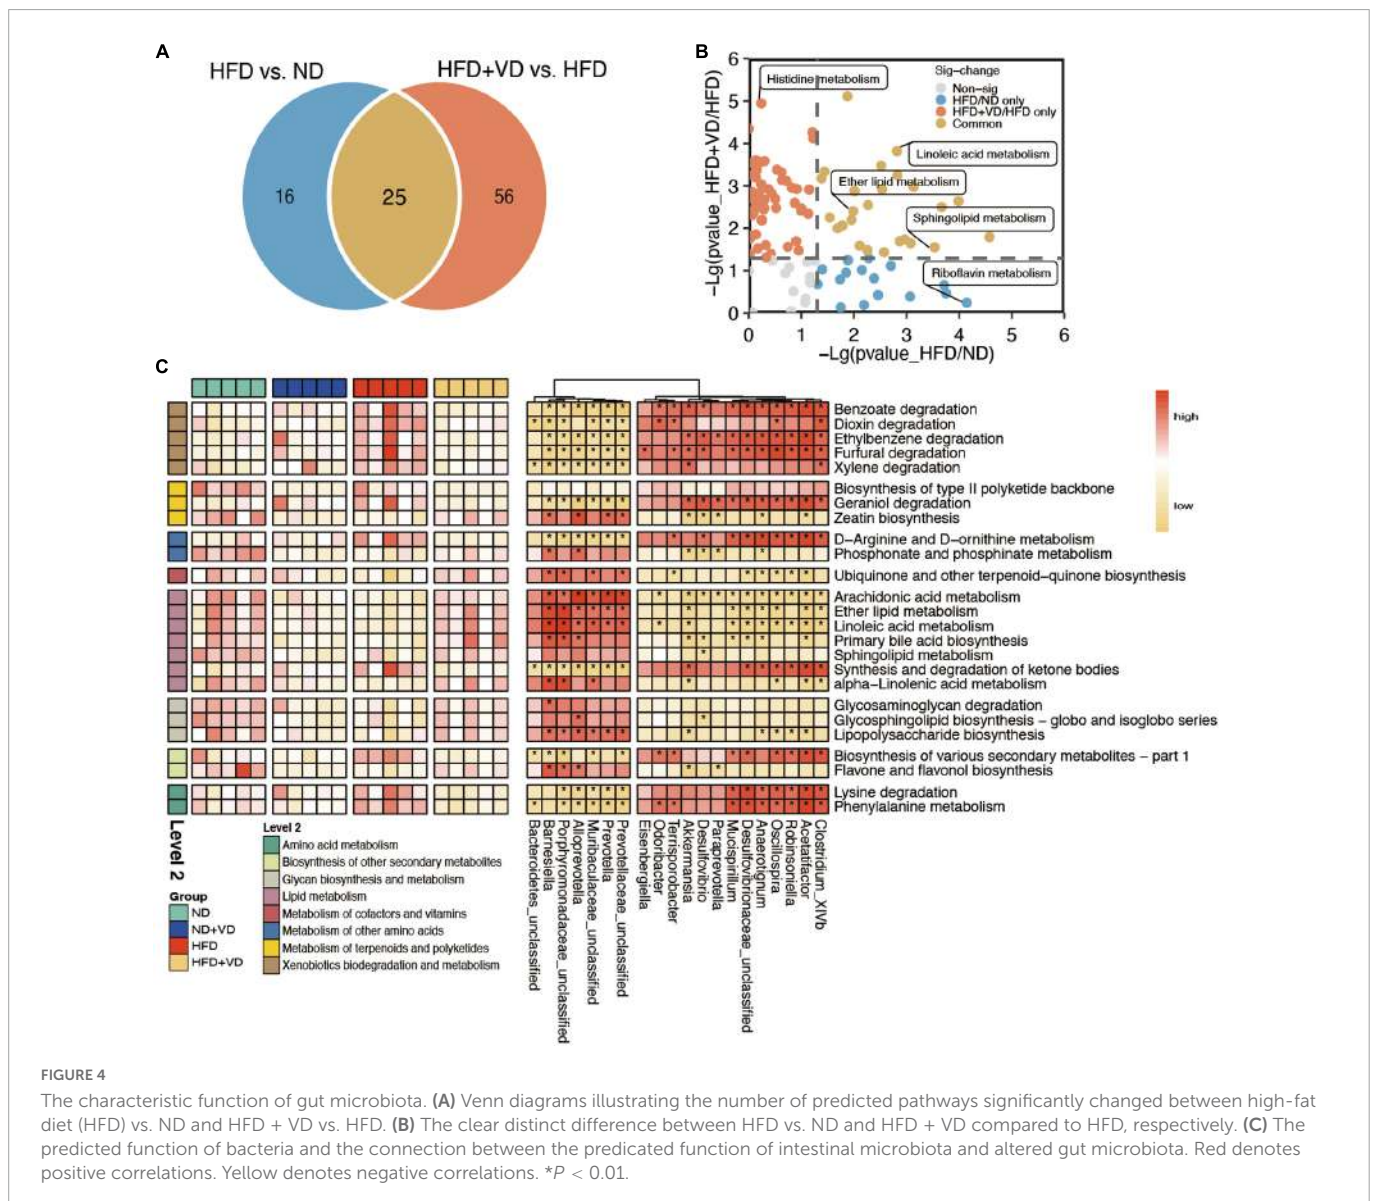 A
HFD vs. ND
HFD+VD vs. HFD
16
25
56
B
−Lg(pvalue_HFD+VD/HFD)
6
5
4
3
2
1
0
0
1
2
3
4
5
6
−Lg(pvalue_HFD/ND)
Sig−change
Non−sig
HFD/ND only
HFD+VD/HFD only
Common
Histidine metabolism
Linoleic acid metabolism
Ether lipid metabolism
Sphingolipid metabolism
Riboflavin metabolism
C
Benzoate degradation
Dioxin degradation
Ethylbenzene degradation
Furfural degradation
Xylene degradation
Biosynthesis of type II polyketide backbone
Geraniol degradation
Zeatin biosynthesis
D−Arginine and D−ornithine metabolism
Phosphonate and phosphinate metabolism
Ubiquinone and other terpenoid−quinone biosynthesis
Arachidonic acid metabolism
Ether lipid metabolism
Linoleic acid metabolism
Primary bile acid biosynthesis
Sphingolipid metabolism
Synthesis and degradation of ketone bodies
alpha−Linolenic acid metabolism
Glycosaminoglycan degradation
Glycosphingolipid biosynthesis − globo and isoglobo series
Lipopolysaccharide biosynthesis
Biosynthesis of various secondary metabolites − part 1
Flavone and flavonol biosynthesis
Lysine degradation
Phenylalanine metabolism
high
low
Level 2
Group
ND
ND+VD
HFD
HFD+VD
Level 2
Amino acid metabolism
Biosynthesis of other secondary metabolites
Glycan biosynthesis and metabolism
Lipid metabolism
Metabolism of cofactors and vitamins
Metabolism of other amino acids
Metabolism of terpenoids and polyketides
Xenobiotics biodegradation and metabolism
Bacteroidetes_unclassified
Barnesiella
Porphyromonadaceae_unclassified
Alloprevotella
Muribaculaceae_unclassified
Prevotella
Prevotellaceae_unclassified
Eisenbergiella
Odoribacter
Terrisporobacter
Akkermansia
Desulfovibrio
Paraprevotella
Mucispirillum
Desulfovibrionaceae_unclassified
Anaerotignum
Oscillospira
Robinsoniella
Acetatifactor
Clostridium_XIVb
FIGURE 4
The characteristic function of gut microbiota. (A) Venn diagrams illustrating the number of predicted pathways significantly changed between high-fat
diet (HFD) vs. ND and HFD + VD vs. HFD. (B) The clear distinct difference between HFD vs. ND and HFD + VD compared to HFD, respectively. (C) The
predicted function of bacteria and the connection between the predicated function of intestinal microbiota and altered gut microbiota. Red denotes
positive correlations. Yellow denotes negative correlations. *P < 0.01.